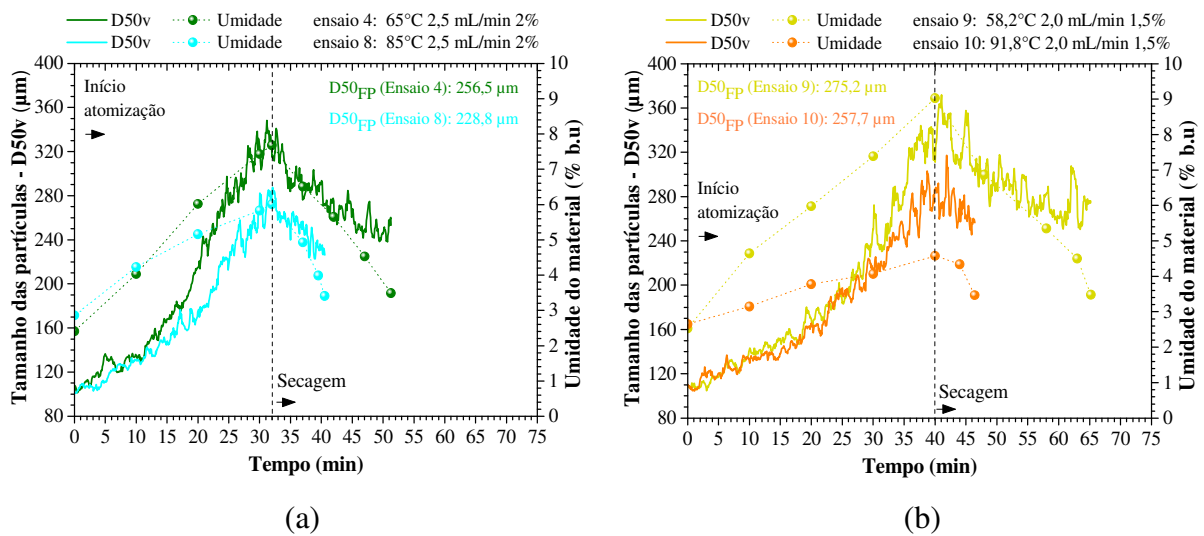 D50v Umidade ensaio 4: 65°C 2,5 mL/min 2%
D50v Umidade ensaio 8: 85°C 2,5 mL/min 2%
400
360
320
280
240
200
160
120
80
Tamanho das partículas - D50v (µm)
Início
atomização
D50FP (Ensaio 4): 256,5 µm
D50FP (Ensaio 8): 228,8 µm
Secagem
10
9
8
7
6
5
4
3
2
1
0
Umidade do material (% b.u)
0 5 10 15 20 25 30 35 40 45 50 55 60 65 70 75
Tempo (min)
(a)
D50v Umidade ensaio 9: 58,2°C 2,0 mL/min 1,5%
D50v Umidade ensaio 10: 91,8°C 2,0 mL/min 1,5%
400
360
320
280
240
200
160
120
80
Tamanho das partículas - D50v (µm)
D50FP (Ensaio 9): 275,2 µm
D50FP (Ensaio 10): 257,7 µm
Início
atomização
Secagem
10
9
8
7
6
5
4
3
2
1
0
Umidade do material (% b.u)
0 5 10 15 20 25 30 35 40 45 50 55 60 65 70 75
Tempo (min)
(b)